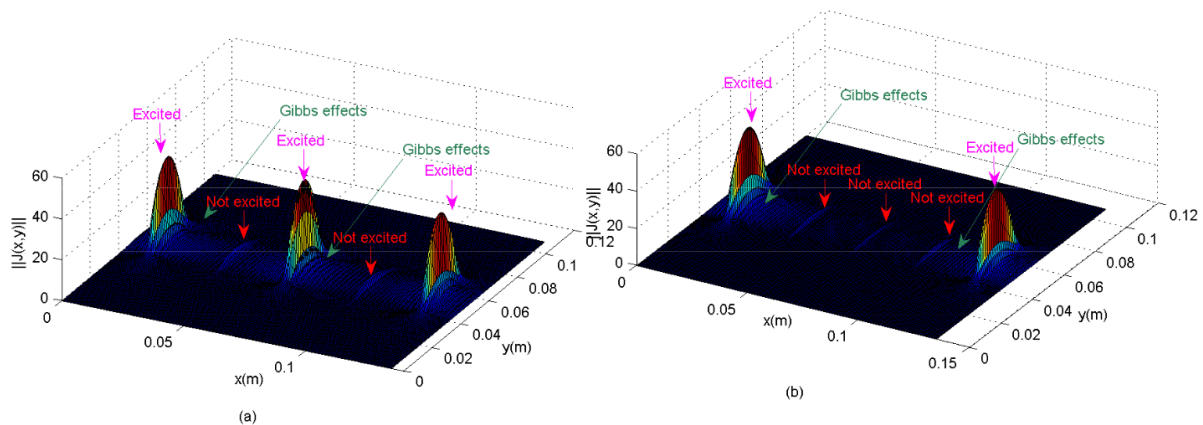 Excited
Gibbs effects
Excited
Gibbs effects
Excited
Not excited
Not excited
||J(x,y)||
60
40
20
0
0
0.05
0.1
x(m)
0
0.02
0.04
0.06
0.08
0.1
0.12
y(m)
(a)
Excited
Gibbs effects
Gibbs effects
Excited
Not excited
Not excited
Not excited
||J(x,y)||
60
40
20
0
0
0.05
0.1
0.15
x(m)
0
0.02
0.04
0.06
0.08
0.1
0.12
y(m)
(b)